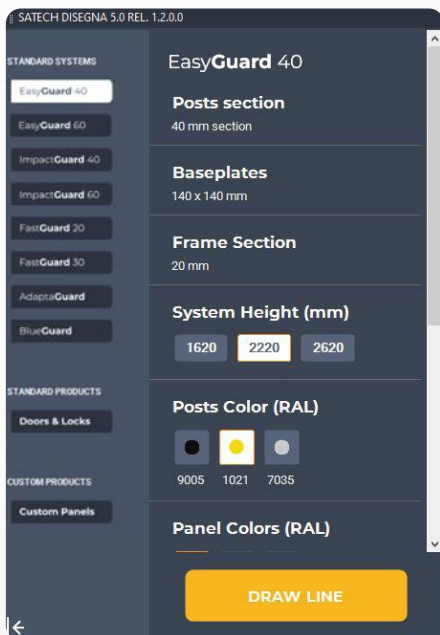 SATECH DISEGNA 5.0 REL. 1.2.0.0
STANDARD SYSTEMS
EasyGuard 40
EasyGuard 60
ImpactGuard 40
ImpactGuard 60
FastGuard 20
FastGuard 30
AdaptaGuard
BlueGuard
STANDARD PRODUCTS
Doors & Locks
CUSTOM PRODUCTS
Custom Panels
EasyGuard 40
Posts section
40 mm section
Baseplates
140 x 140 mm
Frame Section
20 mm
System Height (mm)
1620 2220 2620
Posts Color (RAL)
9005 1021 7035
Panel Colors (RAL)
DRAW LINE